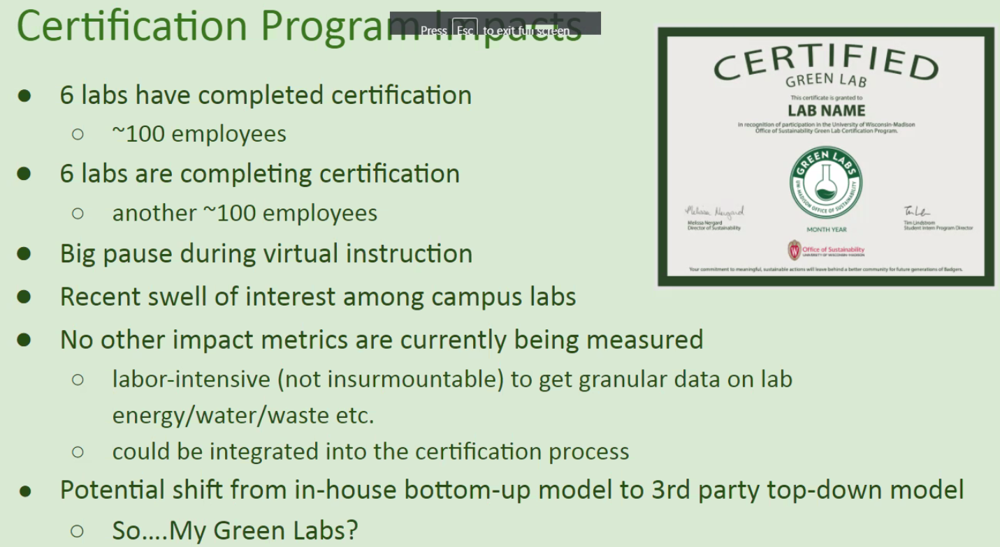 Certification Program Impacts
Press Esc to exit full screen
● 6 labs have completed certification
○ ~100 employees
● 6 labs are completing certification
○ another ~100 employees
● Big pause during virtual instruction
● Recent swell of interest among campus labs
● No other impact metrics are currently being measured
○ labor-intensive (not insurmountable) to get granular data on lab
energy/water/waste etc.
○ could be integrated into the certification process
● Potential shift from in-house bottom-up model to 3rd party top-down model
○ So....My Green Labs?
CERTIFIED
GREEN LAB
This certificate is granted to
LAB NAME
in recognition of participation in the University of Wisconsin-Madison
Office of Sustainability Green Lab Certification Program.
GREEN LABS
UW-MADISON OFFICE OF SUSTAINABILITY
Melissa Nergard
Melissa Nergard
Director of Sustainability
Tim Lindstrom
Student Intern Program Director
MONTH YEAR
W
Office of Sustainability
UNIVERSITY OF WISCONSIN-MADISON
Your commitment to meaningful, sustainable actions will leave behind a better community for future generations of Badgers.